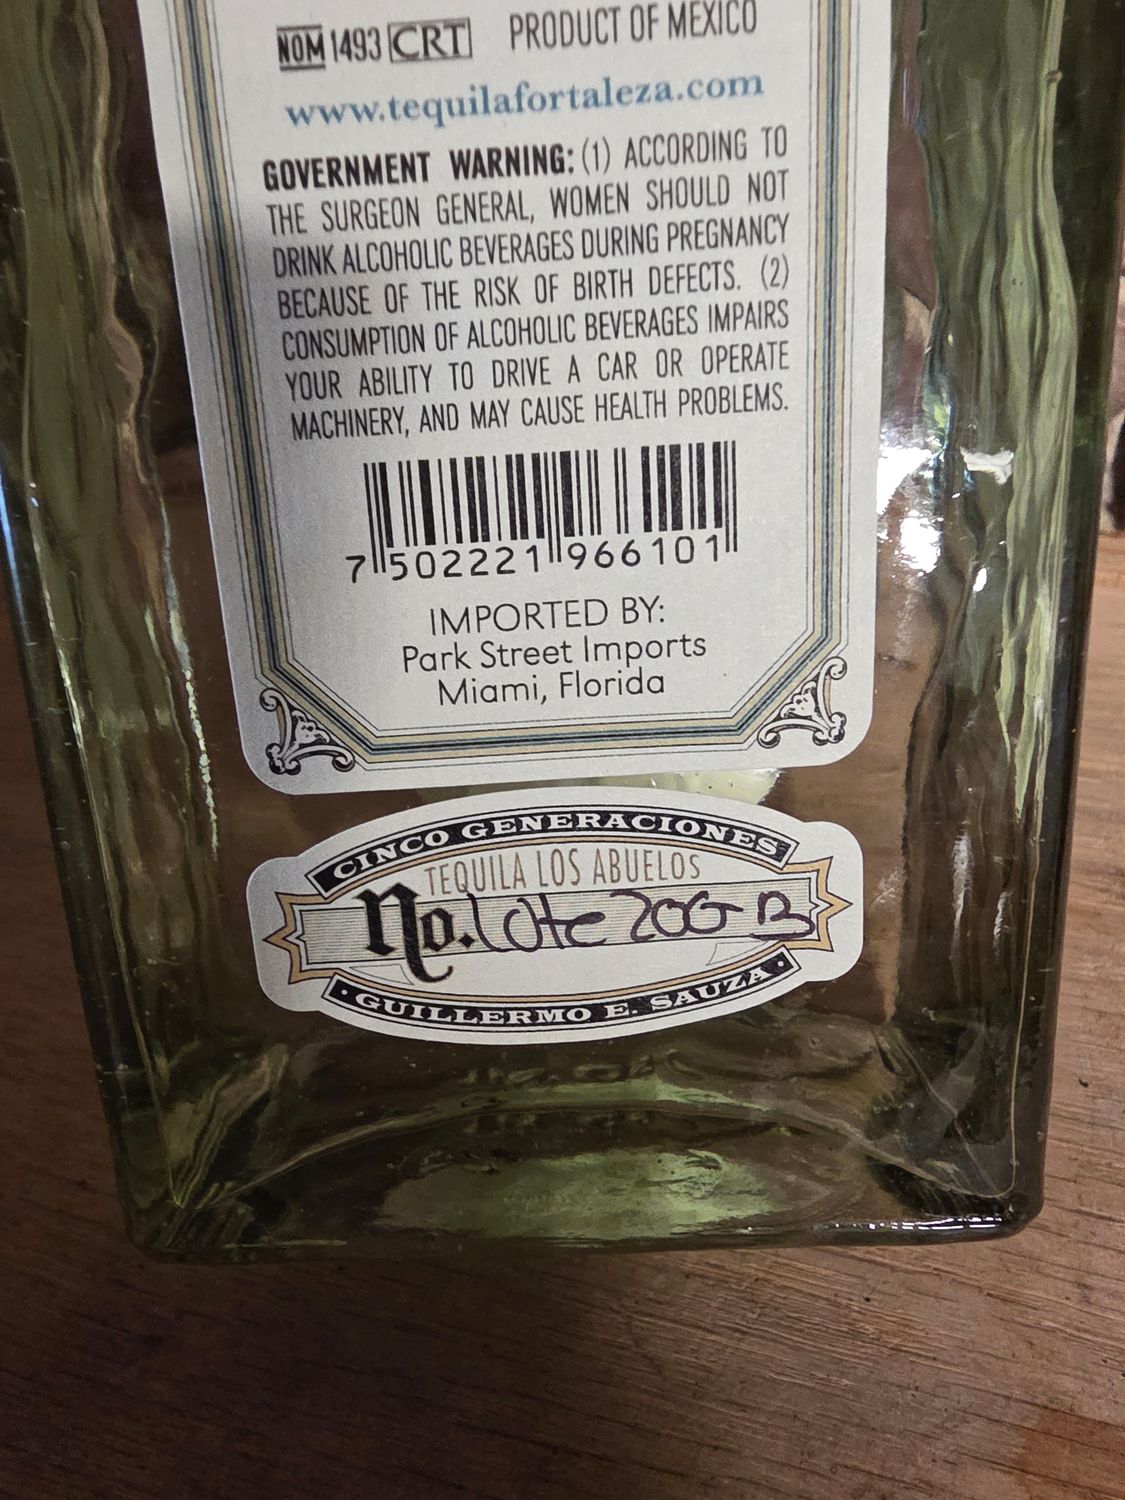 NOM 1493 CRT PRODUCT OF MEXICO
www.tequilafortaleza.com
GOVERNMENT WARNING: (1) ACCORDING TO
THE SURGEON GENERAL, WOMEN SHOULD NOT
DRINK ALCOHOLIC BEVERAGES DURING PREGNANCY
BECAUSE OF THE RISK OF BIRTH DEFECTS. (2)
CONSUMPTION OF ALCOHOLIC BEVERAGES IMPAIRS
YOUR ABILITY TO DRIVE A CAR OR OPERATE
MACHINERY, AND MAY CAUSE HEALTH PROBLEMS.
7 502221 966101
IMPORTED BY:
Park Street Imports
Miami, Florida
CINCO GENERACIONES
TEQUILA LOS ABUELOS
No. lote
GUILLERMO E. SAUZA